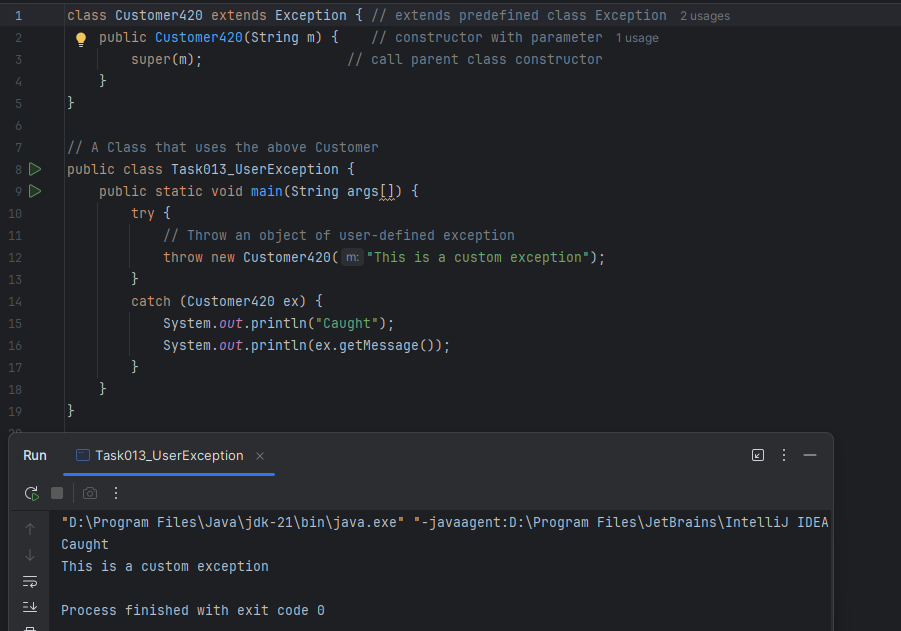 1 class Customer420 extends Exception { // extends predefined class Exception 2 usages
2 public Customer420(String m) { // constructor with parameter 1 usage
3 super(m); // call parent class constructor
4 }
5 }
6
7 // A Class that uses the above Customer
8 public class Task013_UserException {
9 public static void main(String args[]) {
10 try {
11 // Throw an object of user-defined exception
12 throw new Customer420( m: "This is a custom exception");
13 }
14 catch (Customer420 ex) {
15 System.out.println("Caught");
16 System.out.println(ex.getMessage());
17 }
18 }
19 }
20
Run Task013_UserException
"D:\Program Files\Java\jdk-21\bin\java.exe" "-javaagent:D:\Program Files\JetBrains\IntelliJ IDEA
Caught
This is a custom exception
Process finished with exit code 0